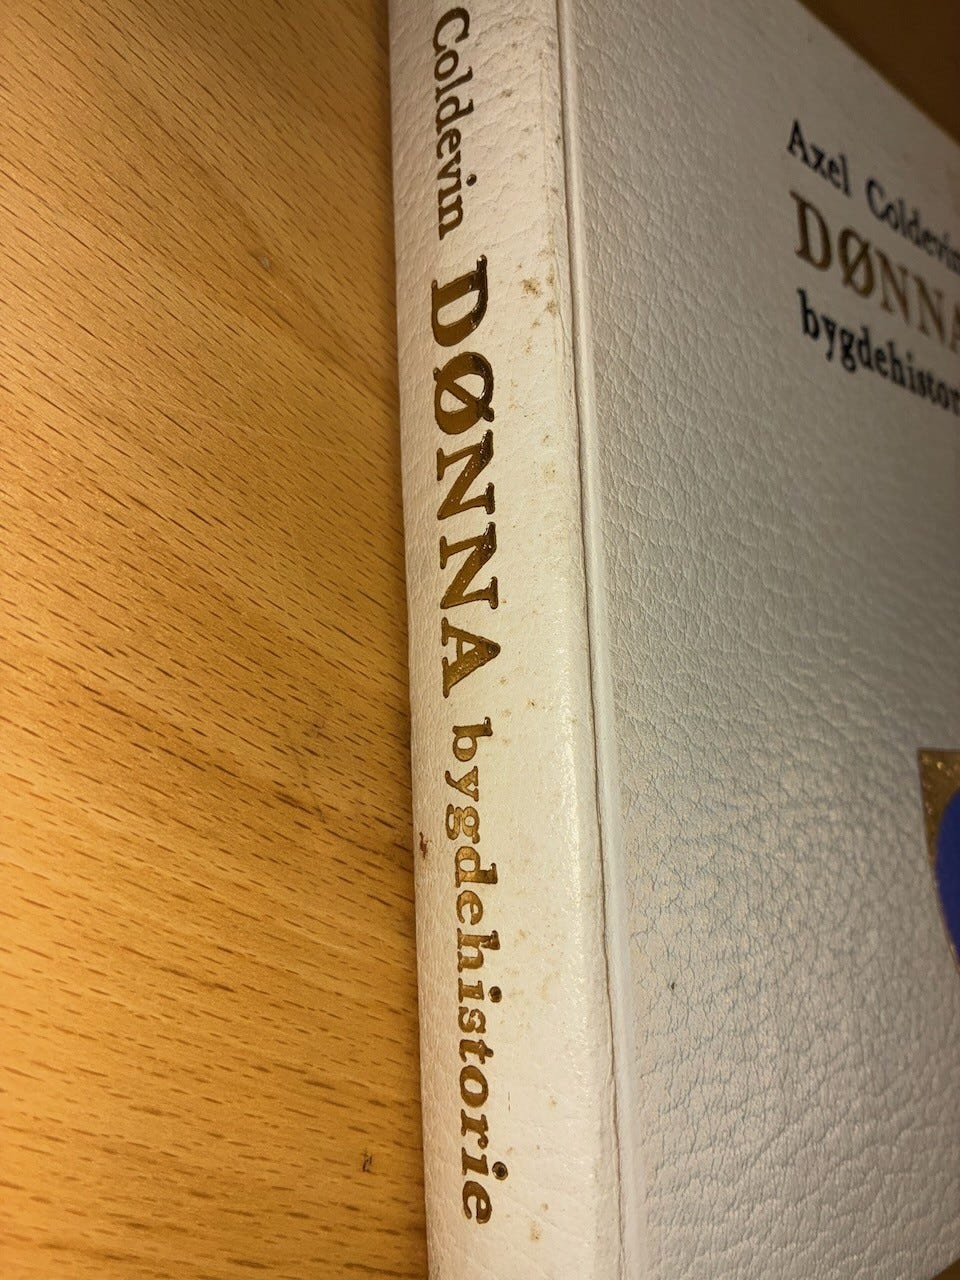 Coldevin DØNNA bygdehistorie
Axel Coldevin
DØNNA
bygdehistor